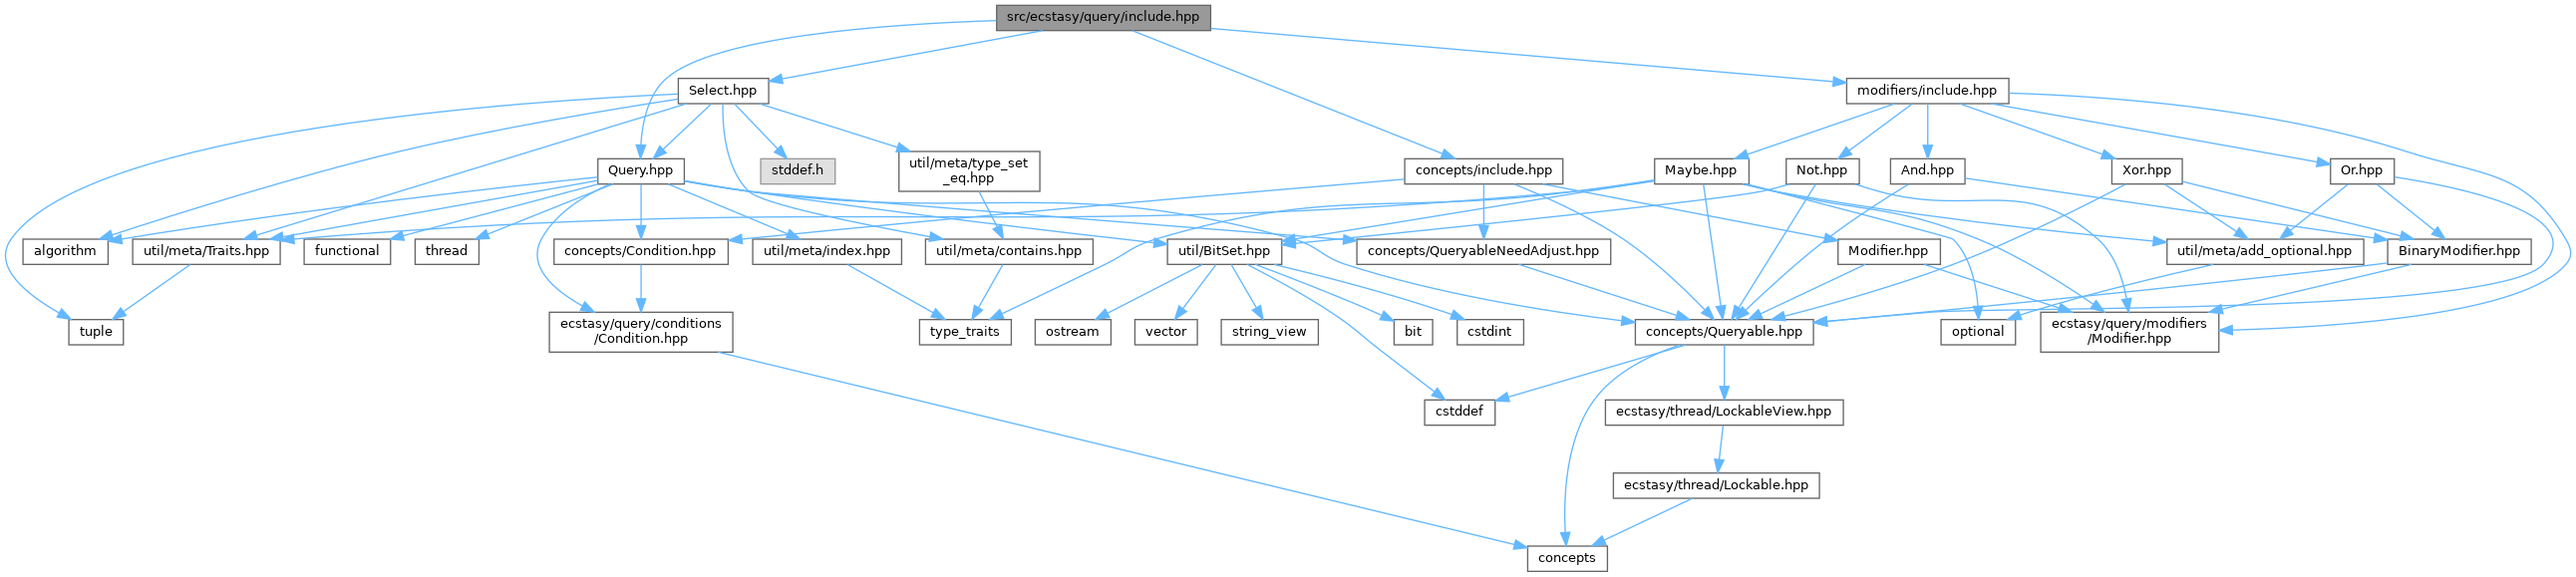 src/ecstasy/query/include.hpp
Select.hpp
modifiers/include.hpp
Query.hpp
stddef.h
util/meta/type_set
_eq.hpp
concepts/include.hpp
Maybe.hpp
Not.hpp
And.hpp
Xor.hpp
Or.hpp
algorithm
util/meta/Traits.hpp
functional
thread
concepts/Condition.hpp
util/meta/index.hpp
util/meta/contains.hpp
util/BitSet.hpp
concepts/QueryableNeedAdjust.hpp
Modifier.hpp
util/meta/add_optional.hpp
BinaryModifier.hpp
tuple
ecstasy/query/conditions
/Condition.hpp
type_traits
ostream
vector
string_view
bit
cstdint
concepts/Queryable.hpp
optional
ecstasy/query/modifiers
/Modifier.hpp
cstddef
ecstasy/thread/LockableView.hpp
ecstasy/thread/Lockable.hpp
concepts